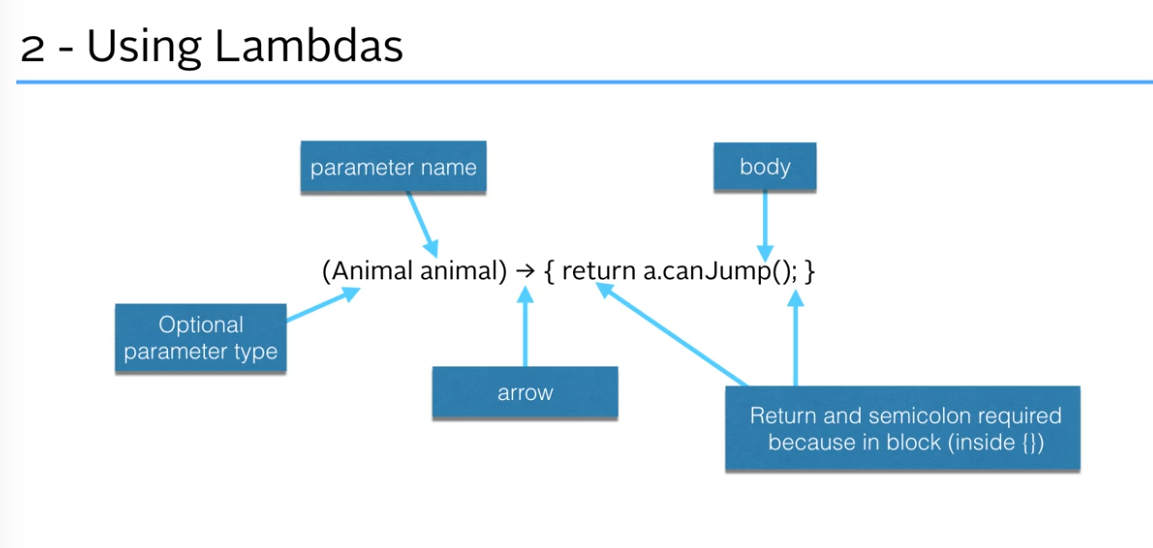 2 - Using Lambdas
parameter name
body
(Animal animal) → { return a.canJump(); }
Optional
parameter type
arrow
Return and semicolon required
because in block (inside {})